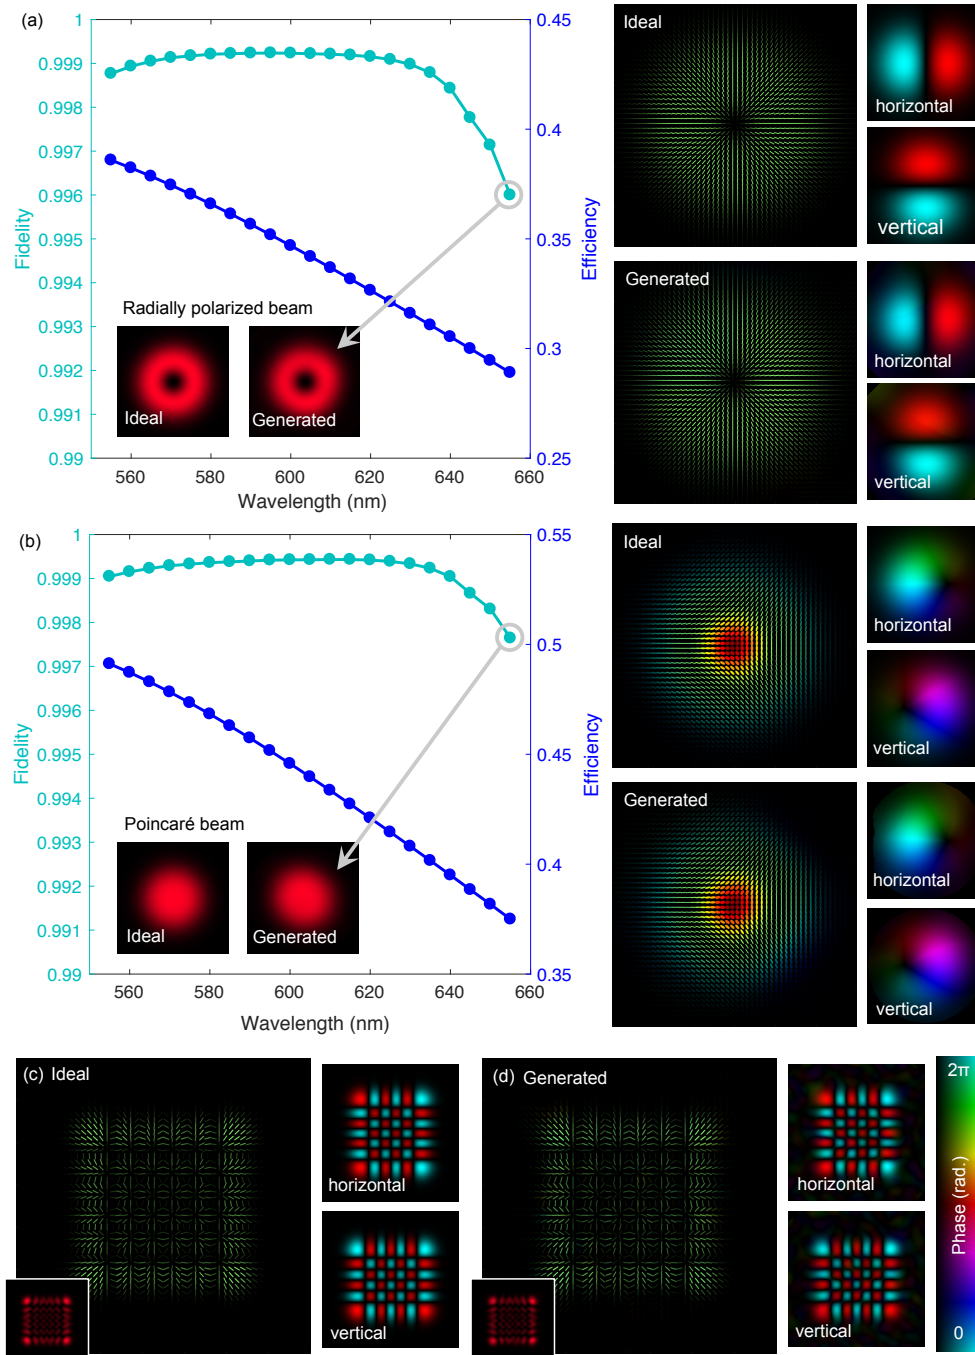 (a)
1
0.999
0.998
0.997
0.996
0.995
0.994
0.993
0.992
0.991
0.99
Fidelity
0.45
0.4
0.35
0.3
0.25
Efficiency
Radially polarized beam
Ideal
Generated
560
580
600
620
640
660
Wavelength (nm)
Ideal
horizontal
vertical
Generated
horizontal
vertical
(b)
1
0.999
0.998
0.997
0.996
0.995
0.994
0.993
0.992
0.991
0.99
Fidelity
0.55
0.5
0.45
0.4
0.35
Efficiency
Poincaré beam
Ideal
Generated
560
580
600
620
640
660
Wavelength (nm)
Ideal
horizontal
vertical
Generated
horizontal
vertical
(c) Ideal
horizontal
vertical
(d) Generated
horizontal
vertical
2π
Phase (rad.)
0